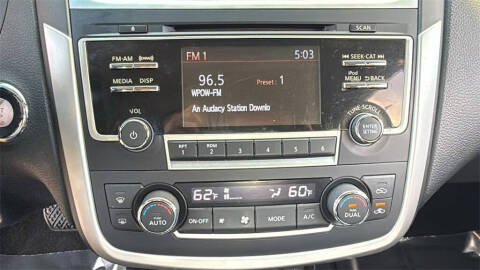 SCAN
FM·AM
FM 1
5:03
SEEK·CAT
MEDIA
DISP
96.5
Preset: 1
iPod
MENU
BACK
WPOW-FM
An Audacy Station Downlo
VOL
TUNE·SCROLL
ENTER
SETTING
RPT
1
RDM
2
3
4
5
6
62°F
60°F
AUTO
ON·OFF
MODE
A/C
DUAL